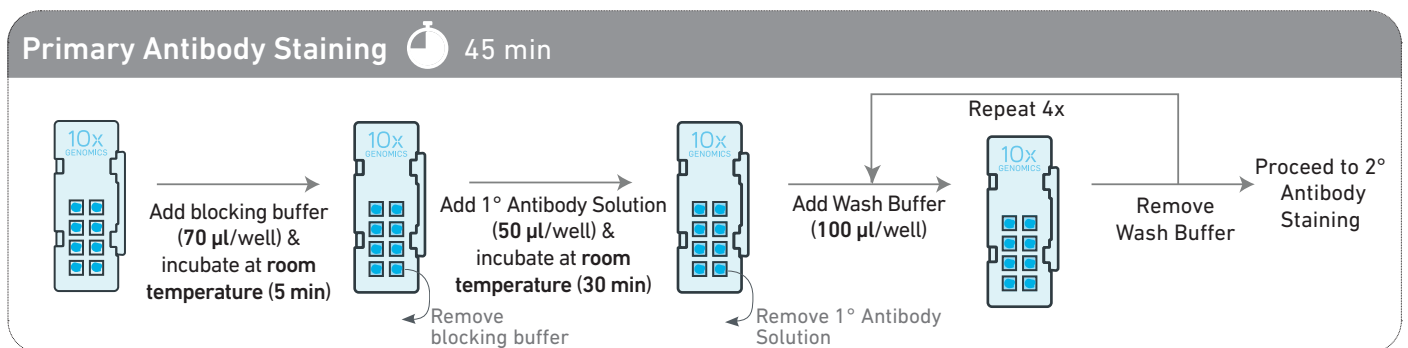 Primary Antibody Staining 45 min
10x
GENOMICS
Add blocking buffer
(70 µl/well) &
incubate at room
temperature (5 min)
10x
GENOMICS
Remove
blocking buffer
Add 1° Antibody Solution
(50 µl/well) &
incubate at room
temperature (30 min)
10x
GENOMICS
Remove 1° Antibody
Solution
Add Wash Buffer
(100 µl/well)
Repeat 4x
10x
GENOMICS
Remove
Wash Buffer
Proceed to 2°
Antibody
Staining